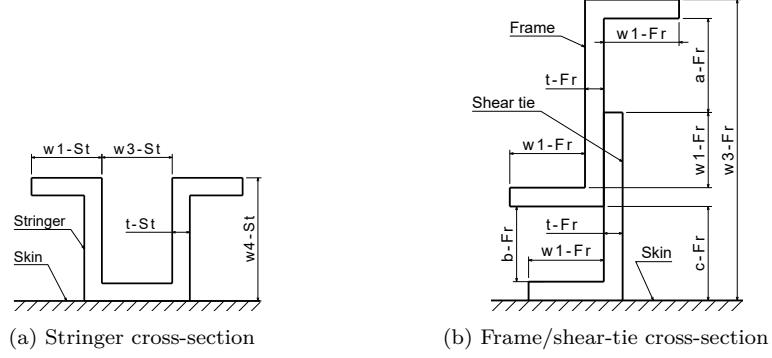 w1-St
w3-St
Stringer
t-St
Skin
w4-St
(a) Stringer cross-section
Frame
w1-Fr
t-Fr
a-Fr
Shear tie
w1-Fr
w1-Fr
w3-Fr
t-Fr
b-Fr
w1-Fr
Skin
c-Fr
(b) Frame/shear-tie cross-section